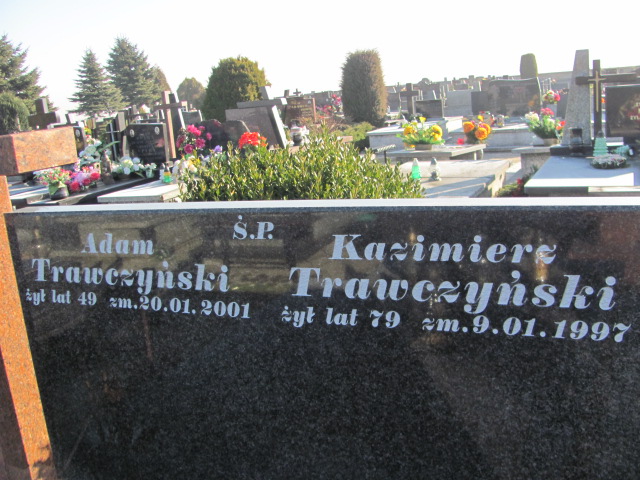 Ś.P.
Adam
Trawczyński
żył lat 49 zm.20.01.2001
Kazimierz
Trawczyński
żył lat 79 zm.9.01.1997